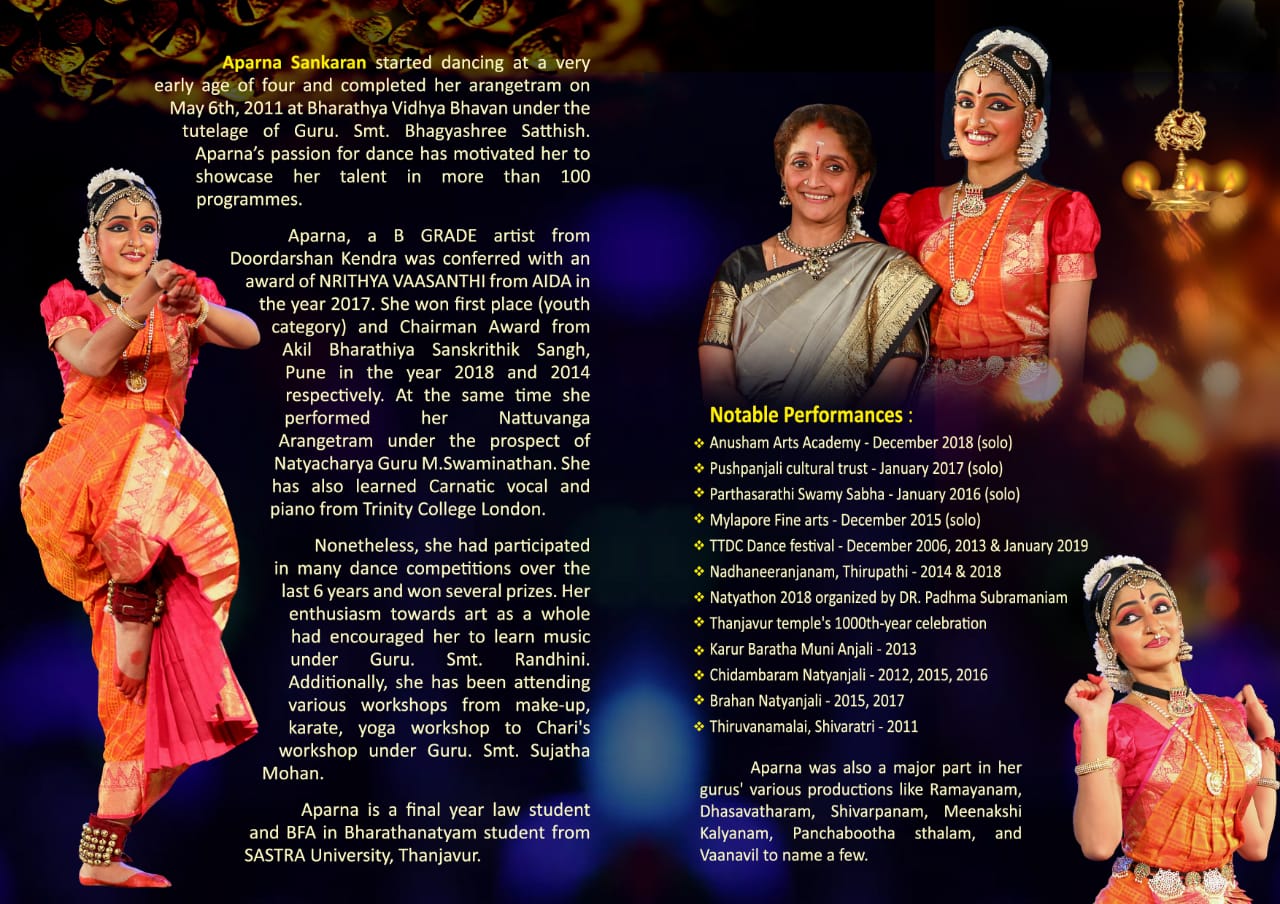 Aparna Sankaran started dancing at a very
early age of four and completed her arangetram on
May 6th, 2011 at Bharathya Vidhya Bhavan under the
tutelage of Guru. Smt. Bhagyashree Satthish.
Aparna's passion for dance has motivated her to
showcase her talent in more than 100
programmes.
Aparna, a B GRADE artist from
Doordarshan Kendra was conferred with an
award of NRITHYA VAASANTHI from AIDA in
the year 2017. She won first place (youth
category) and Chairman Award from
Akil Bharathiya Sanskrithik Sangh,
Pune in the year 2018 and 2014
respectively. At the same time she
performed her Nattuvanga
Arangetram under the prospect of
Natyacharya Guru M.Swaminathan. She
has also learned Carnatic vocal and
piano from Trinity College London.
Nonetheless, she had participated
in many dance competitions over the
last 6 years and won several prizes. Her
enthusiasm towards art as a whole
had encouraged her to learn music
under Guru. Smt. Randhini.
Additionally, she has been attending
various workshops from make-up,
karate, yoga workshop to Chari's
workshop under Guru. Smt. Sujatha
Mohan.
Aparna is a final year law student
and BFA in Bharathanatyam student from
SASTRA University, Thanjavur.
Notable Performances :
❖ Anusham Arts Academy - December 2018 (solo)
❖ Pushpanjali cultural trust - January 2017 (solo)
❖ Parthasarathi Swamy Sabha - January 2016 (solo)
❖ Mylapore Fine arts - December 2015 (solo)
❖ TTDC Dance festival - December 2006, 2013 & January 2019
❖ Nadhaneeranjanam, Thirupathi - 2014 & 2018
❖ Natyathon 2018 organized by DR. Padhma Subramaniam
❖ Thanjavur temple's 1000th-year celebration
❖ Karur Baratha Muni Anjali - 2013
❖ Chidambaram Natyanjali - 2012, 2015, 2016
❖ Brahan Natyanjali - 2015, 2017
❖ Thiruvanamalai, Shivaratri - 2011
Aparna was also a major part in her
gurus' various productions like Ramayanam,
Dhasavatharam, Shivarpanam, Meenakshi
Kalyanam, Panchabootha sthalam, and
Vaanavil to name a few.